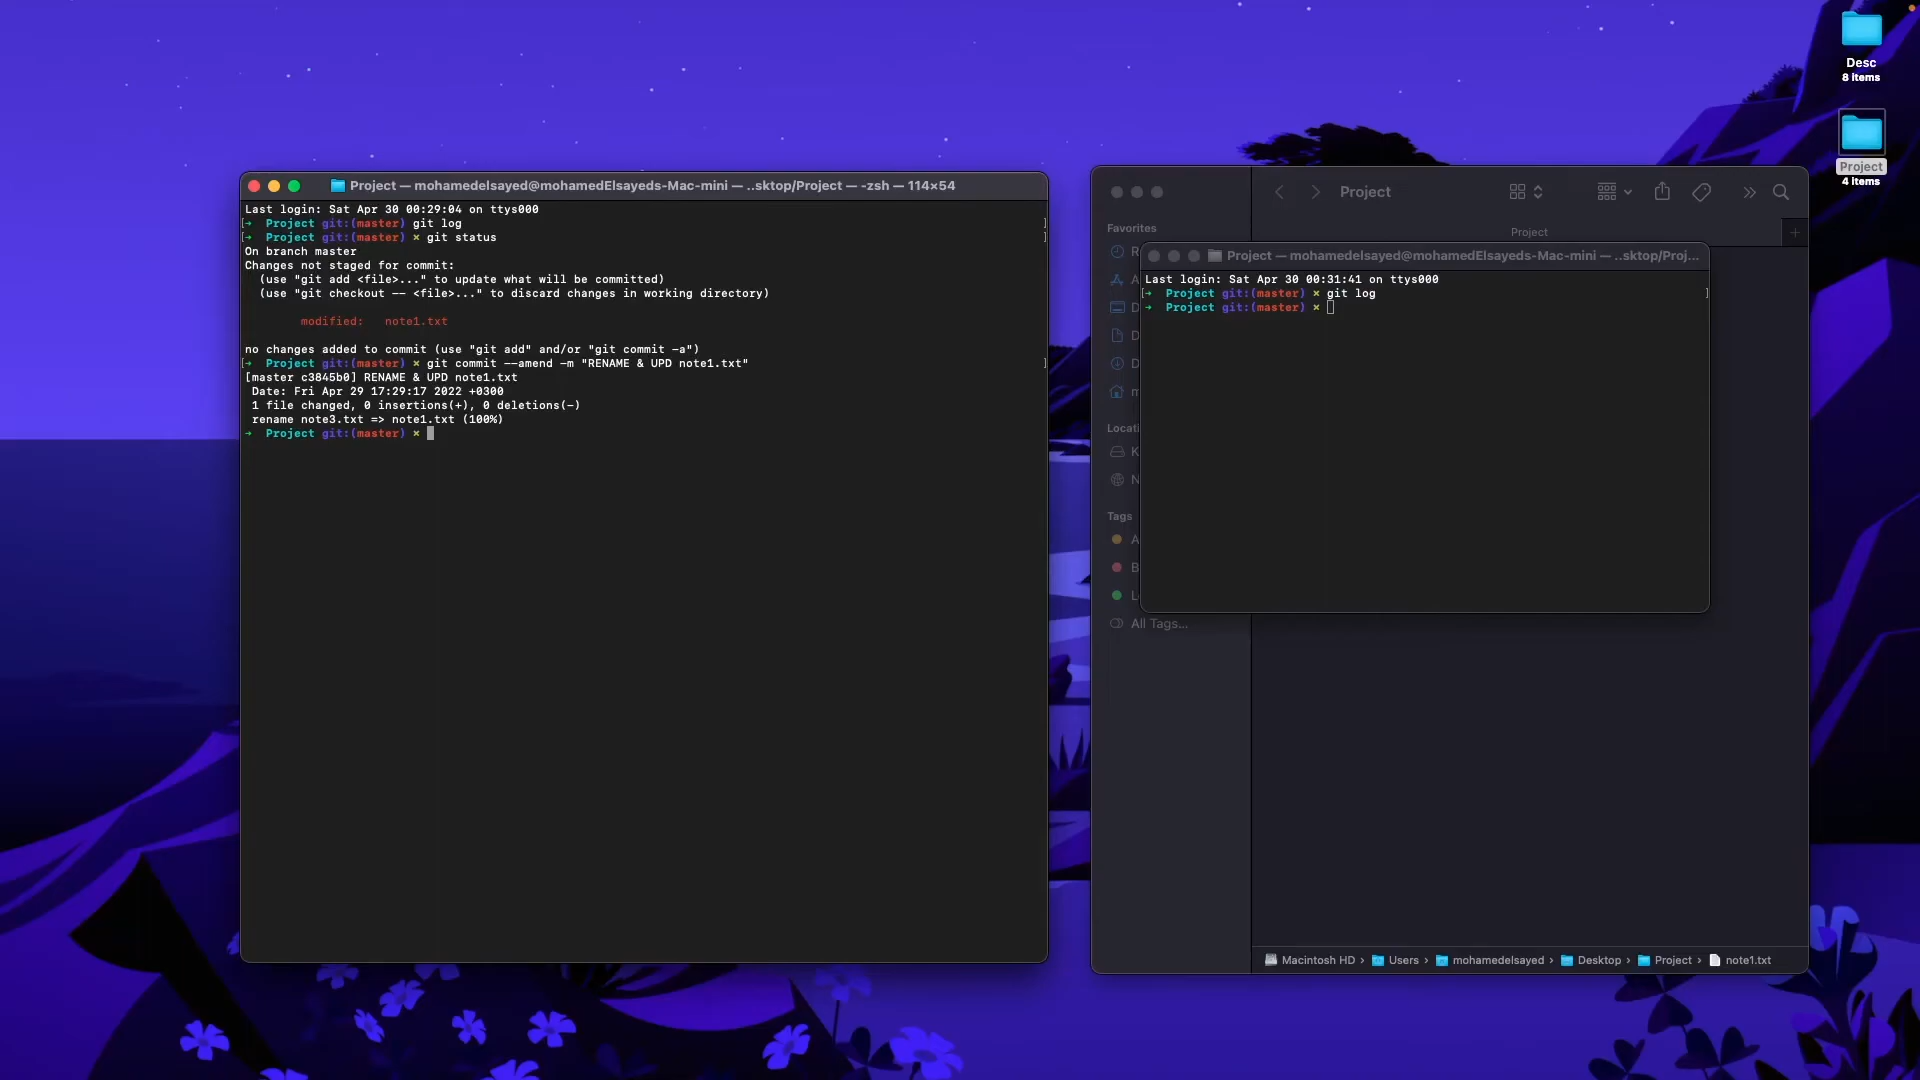 Desc
8 items
Project
4 items
Project — mohamedelsayed@mohamedElsayeds-Mac-mini — ..sktop/Project — -zsh — 114×54
Last login: Sat Apr 30 00:29:04 on ttys000
[→ Project git:(master) git log ]
[→ Project git:(master) × git status ]
On branch master
Changes not staged for commit:
(use "git add <file>..." to update what will be committed)
(use "git checkout -- <file>..." to discard changes in working directory)
modified: note1.txt
no changes added to commit (use "git add" and/or "git commit -a")
[→ Project git:(master) × git commit --amend -m "RENAME & UPD note1.txt" ]
[master c3845b0] RENAME & UPD note1.txt
Date: Fri Apr 29 17:29:17 2022 +0300
1 file changed, 0 insertions(+), 0 deletions(-)
rename note3.txt => note1.txt (100%)
→ Project git:(master) ×
Project
Project
Favorites
Project — mohamedelsayed@mohamedElsayeds-Mac-mini — ..sktop/Proj...
Last login: Sat Apr 30 00:31:41 on ttys000
[→ Project git:(master) × git log ]
→ Project git:(master) ×
Locati
Tags
All Tags...
Macintosh HD › Users › mohamedelsayed › Desktop › Project › note1.txt